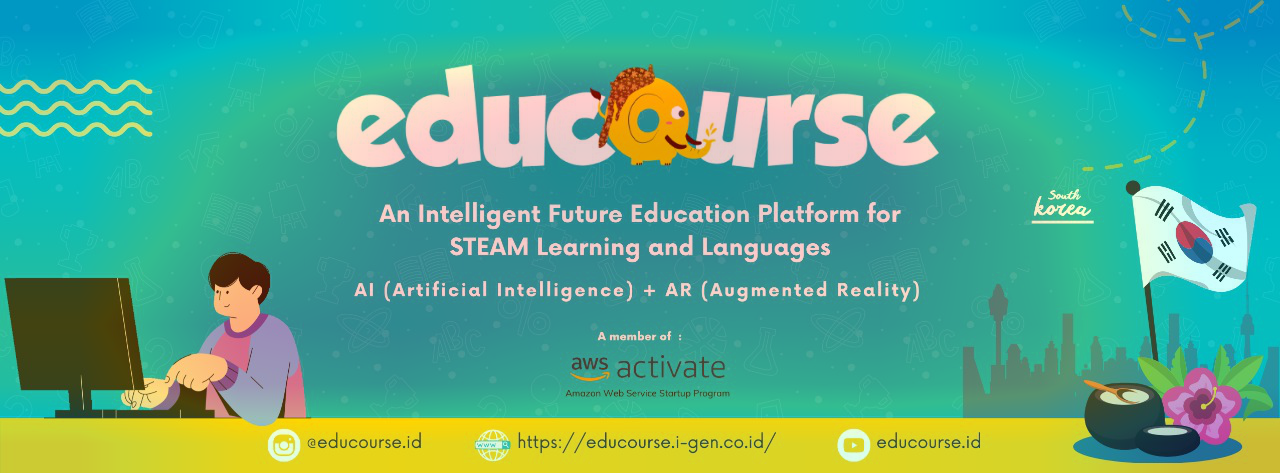 educourse
An Intelligent Future Education Platform for
STEAM Learning and Languages
AI (Artificial Intelligence) + AR (Augmented Reality)
South
korea
A member of :
aws activate
Amazon Web Service Startup Program
@educourse.id
www
https://educourse.i-gen.co.id/
educourse.id